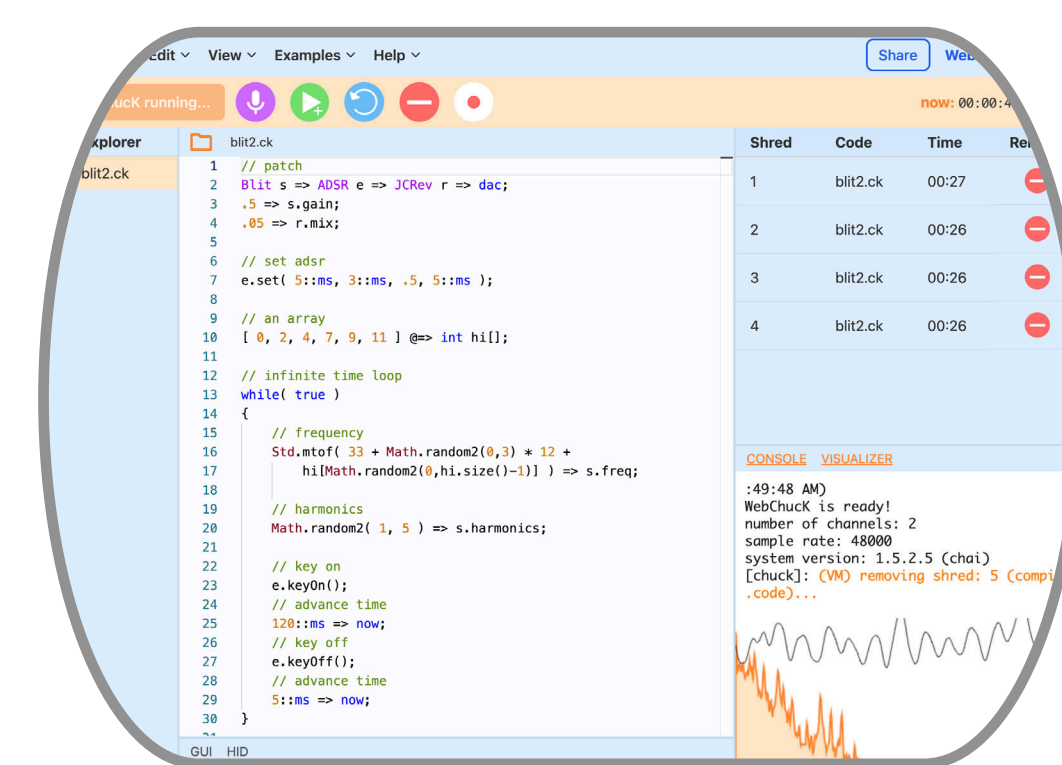 View Examples Help Share
running...
now: 00:00:4
blit2.ck
Shred Code Time
blit2.ck
1 // patch
2 Blit s => ADSR e => JCRev r => dac;
3 .5 => s.gain;
4 .05 => r.mix;
5
6 // set adsr
7 e.set( 5::ms, 3::ms, .5, 5::ms );
8
9 // an array
10 [ 0, 2, 4, 7, 9, 11 ] @=> int hi[];
11
12 // infinite time loop
13 while( true )
14 {
15 // frequency
16 Std.mtof( 33 + Math.random2(0,3) * 12 +
17 hi[Math.random2(0,hi.size()-1)] ) => s.freq;
18
19 // harmonics
20 Math.random2( 1, 5 ) => s.harmonics;
21
22 // key on
23 e.keyOn();
24 // advance time
25 120::ms => now;
26 // key off
27 e.keyOff();
28 // advance time
29 5::ms => now;
30 }
GUI HID
1 blit2.ck 00:27
2 blit2.ck 00:26
3 blit2.ck 00:26
4 blit2.ck 00:26
CONSOLE VISUALIZER
:49:48 AM)
WebChucK is ready!
number of channels: 2
sample rate: 48000
system version: 1.5.2.5 (chai)
[chuck]: (VM) removing shred: 5 (compi
.code)...